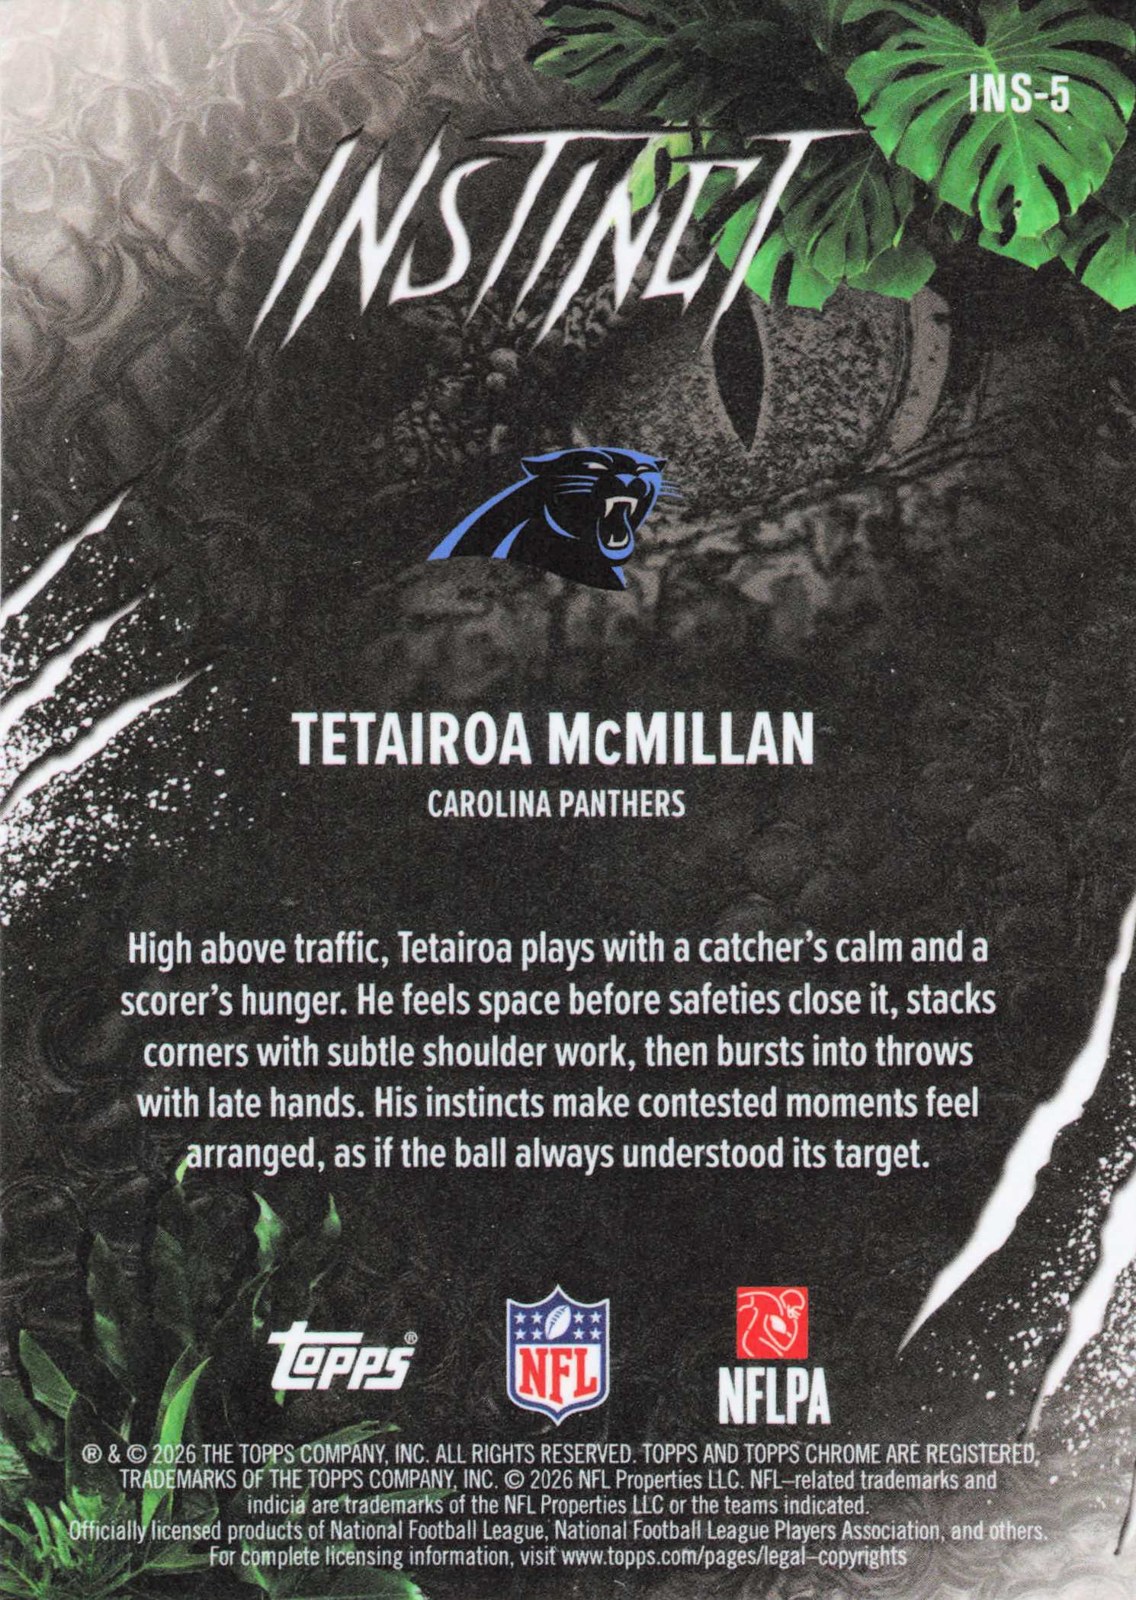 INS-5
INSTINCT
TETAIROA McMILLAN
CAROLINA PANTHERS
High above traffic, Tetairoa plays with a catcher's calm and a
scorer's hunger. He feels space before safeties close it, stacks
corners with subtle shoulder work, then bursts into throws
with late hands. His instincts make contested moments feel
arranged, as if the ball always understood its target.
topps®
NFL
NFLPA
® & © 2026 THE TOPPS COMPANY, INC. ALL RIGHTS RESERVED. TOPPS AND TOPPS CHROME ARE REGISTERED
TRADEMARKS OF THE TOPPS COMPANY, INC. © 2026 NFL Properties LLC. NFL-related trademarks and
indicia are trademarks of the NFL Properties LLC or the teams indicated.
Officially licensed products of National Football League, National Football League Players Association, and others.
For complete licensing information, visit www.topps.com/pages/legal-copyrights